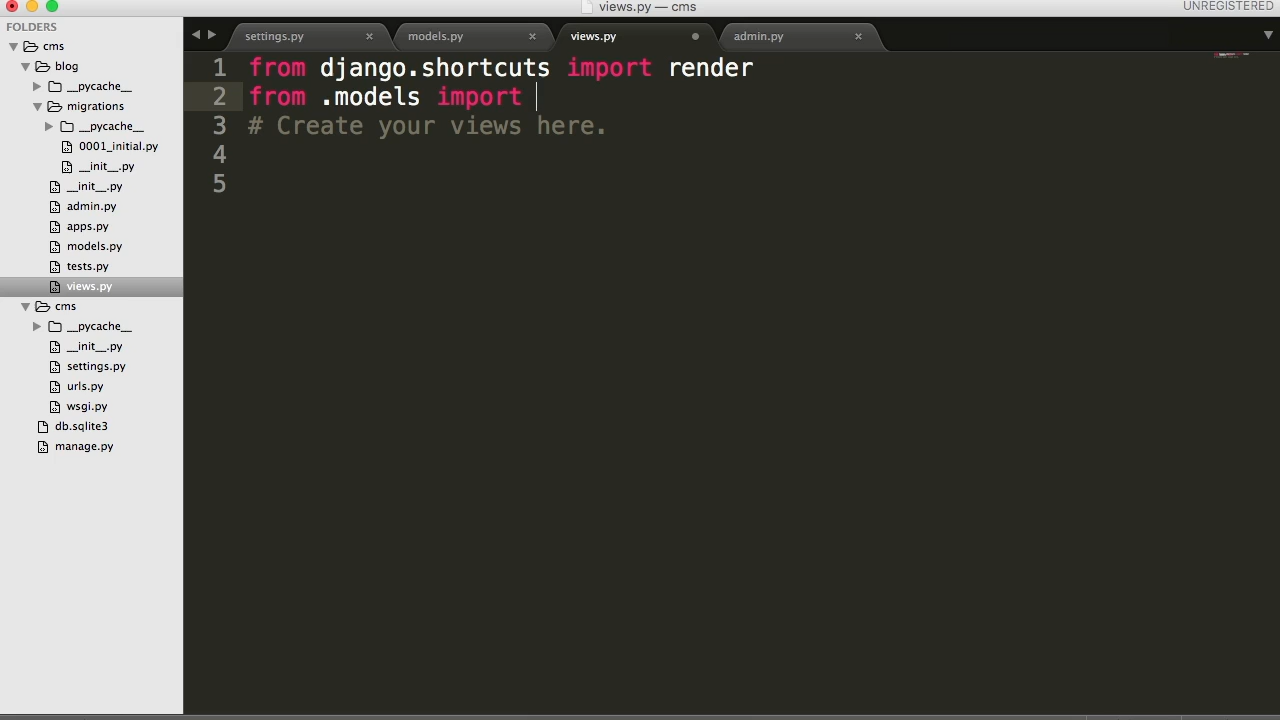 views.py — cms
UNREGISTERED
FOLDERS
cms
blog
__pycache__
migrations
__pycache__
0001_initial.py
__init__.py
__init__.py
admin.py
apps.py
models.py
tests.py
views.py
cms
__pycache__
__init__.py
settings.py
urls.py
wsgi.py
db.sqlite3
manage.py
settings.py × models.py × views.py admin.py ×
1 from django.shortcuts import render
2 from .models import
3 # Create your views here.
4
5